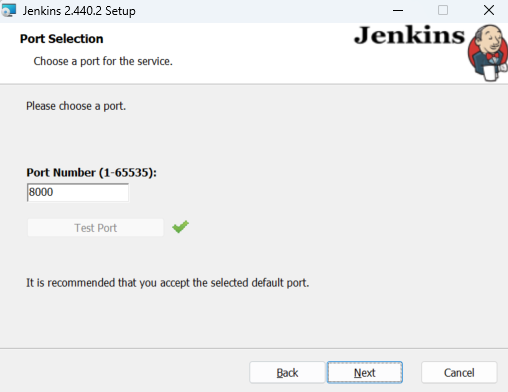 Jenkins 2.440.2 Setup
Port Selection
Jenkins
Choose a port for the service.
Please choose a port.
Port Number (1-65535):
8000
Test Port
It is recommended that you accept the selected default port.
Back
Next
Cancel